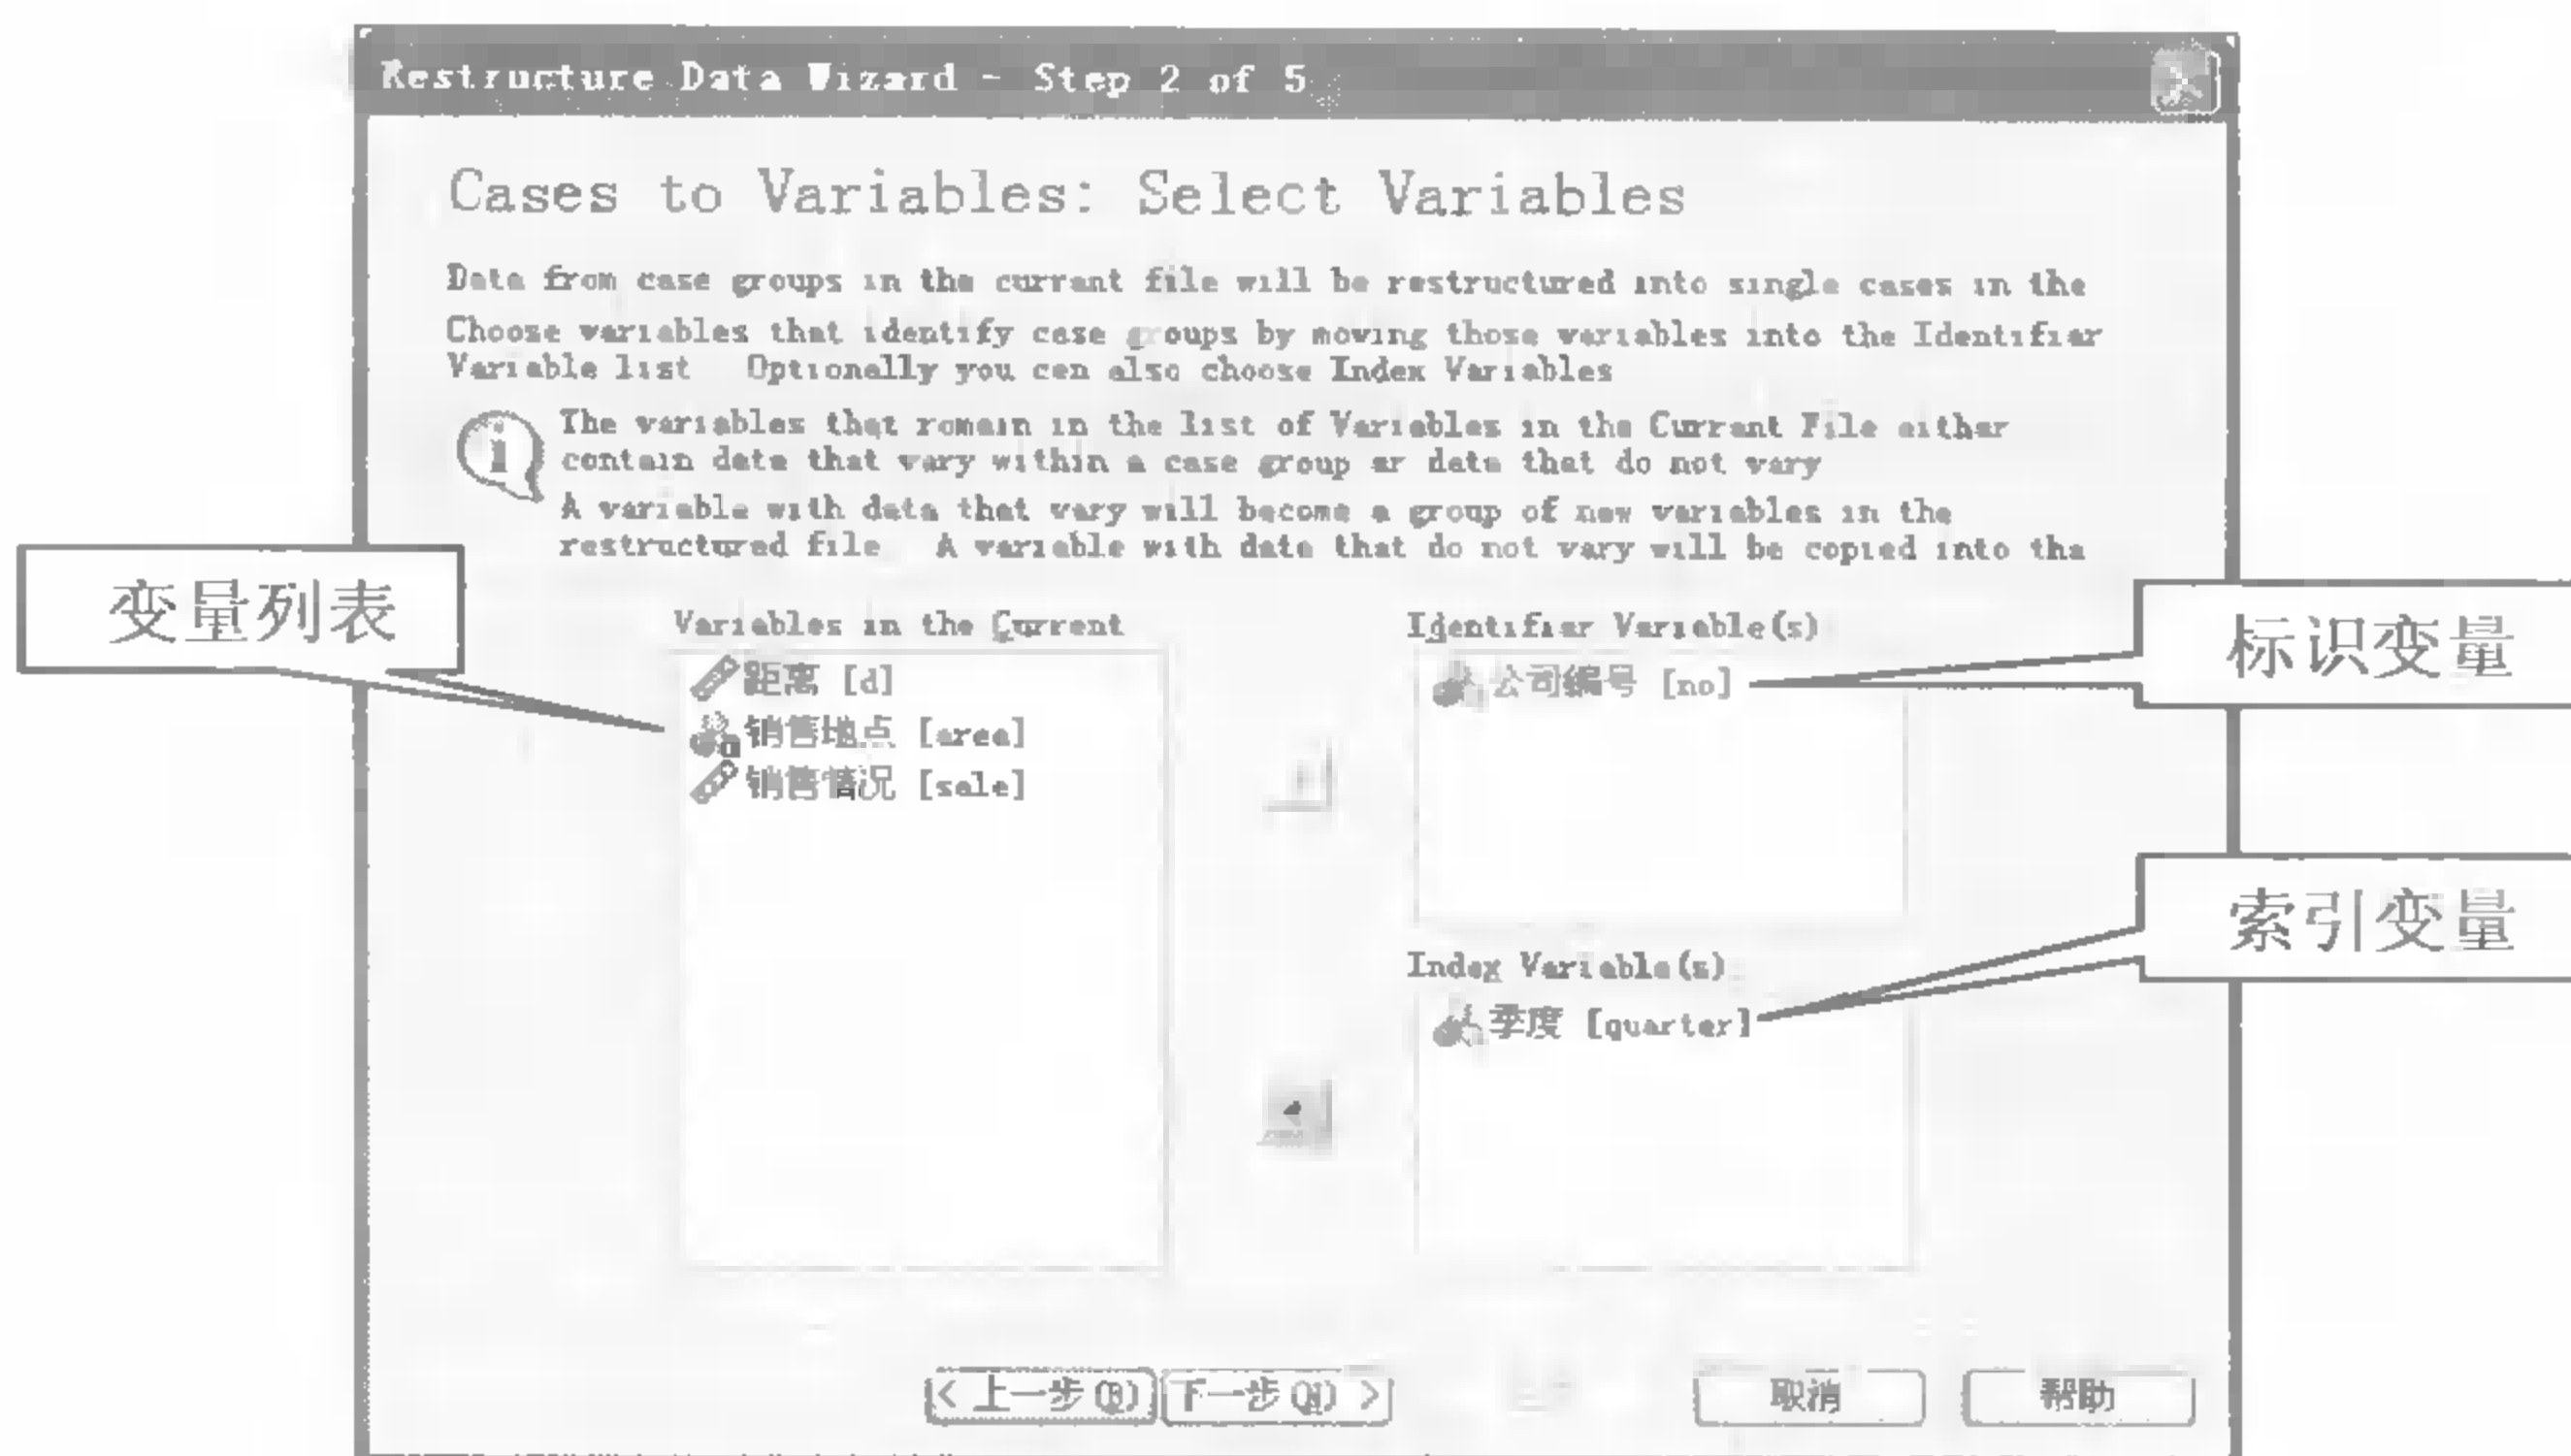 Restructure Data Wizard - Step 2 of 5
Cases to Variables: Select Variables
Data from case groups in the current file will be restructured into single cases in the
Choose variables that identify case groups by moving those variables into the Identifier
Variable list Optionally you can also choose Index Variables
The variables that remain in the list of Variables in the Current File either
contain data that vary within a case group or data that do not vary
A variable with data that vary will become a group of new variables in the
restructured file A variable with data that do not vary will be copied into the
变量列表
Variables in the Current
距离 [d]
销售地点 [area]
销售情况 [sale]
Identifier Variable(s)
公司编号 [no]
标识变量
Index Variable(s)
季度 [quarter]
索引变量
< 上一步(B)
下一步(N) >
取消
帮助